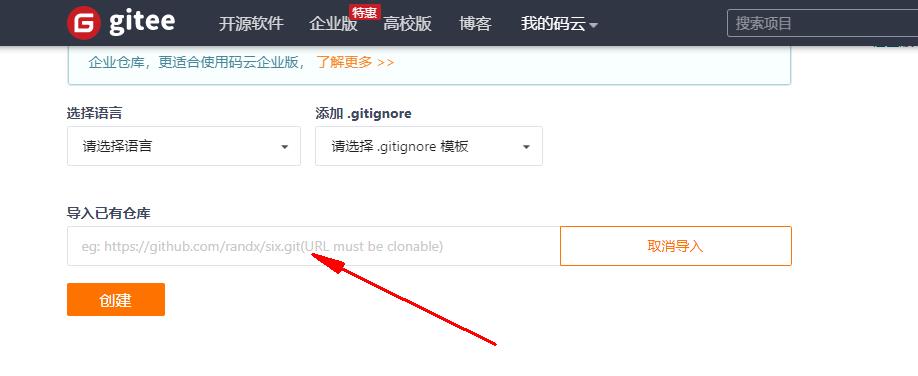 gitee 开源软件 企业版 特惠 高校版 博客 我的码云 搜索项目
企业仓库，更适合使用码云企业版， 了解更多 >>
选择语言 添加 .gitignore
请选择语言 请选择 .gitignore 模板
导入已有仓库
eg: https://github.com/randx/six.git(URL must be clonable) 取消导入
创建